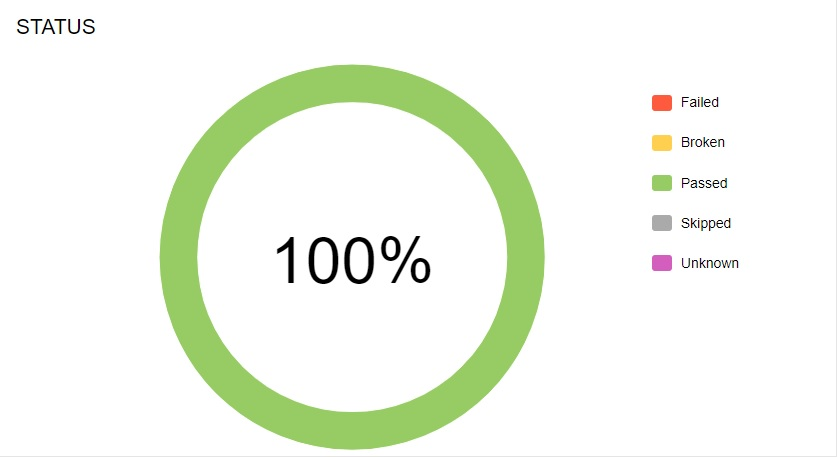 STATUS
100%
Failed
Broken
Passed
Skipped
Unknown